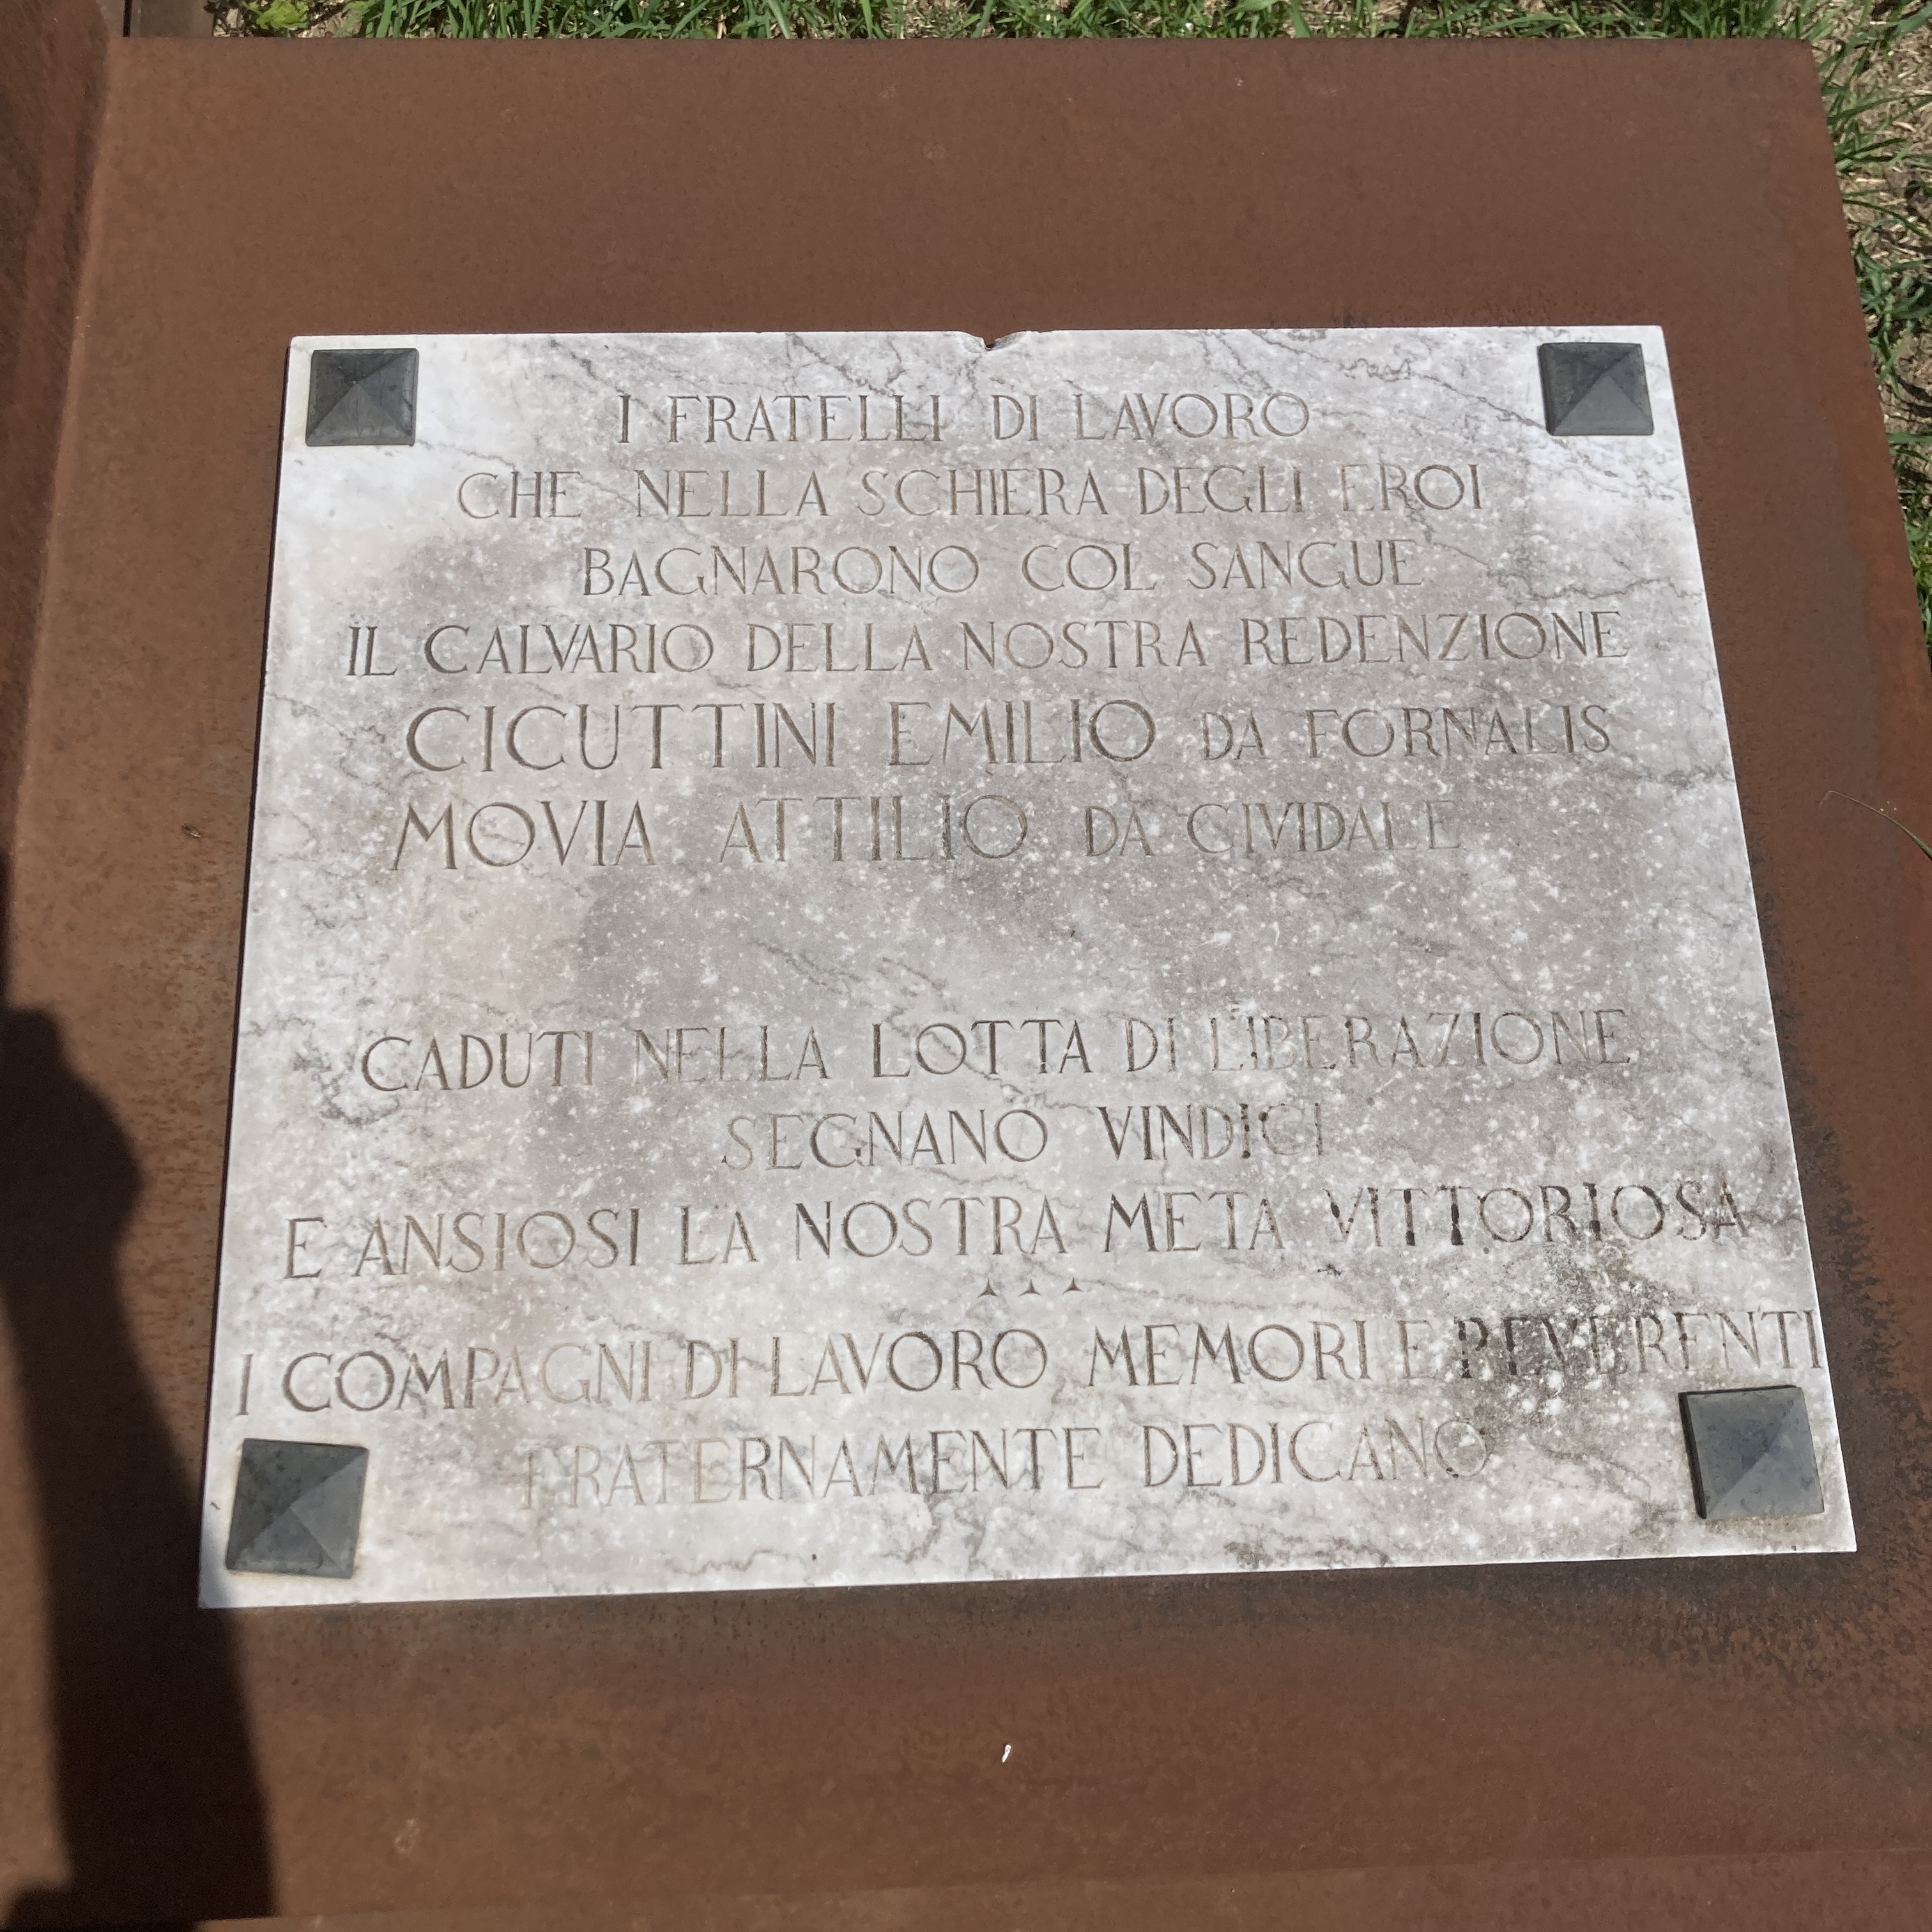 I FRATELLI DI LAVORO
CHE NELLA SCHIERA DEGLI EROI
BAGNARONO COL SANGUE
IL CALVARIO DELLA NOSTRA REDENZIONE
CICUTTINI EMILIO DA FORNALIS
MOVIA ATTILIO DA CIVIDALE
CADUTI NELLA LOTTA DI LIBERAZIONE
SEGNANO VINDICI
E ANSIOSI LA NOSTRA META VITTORIOSA
I COMPAGNI DI LAVORO MEMORI E REVERENTI
FRATERNAMENTE DEDICANO